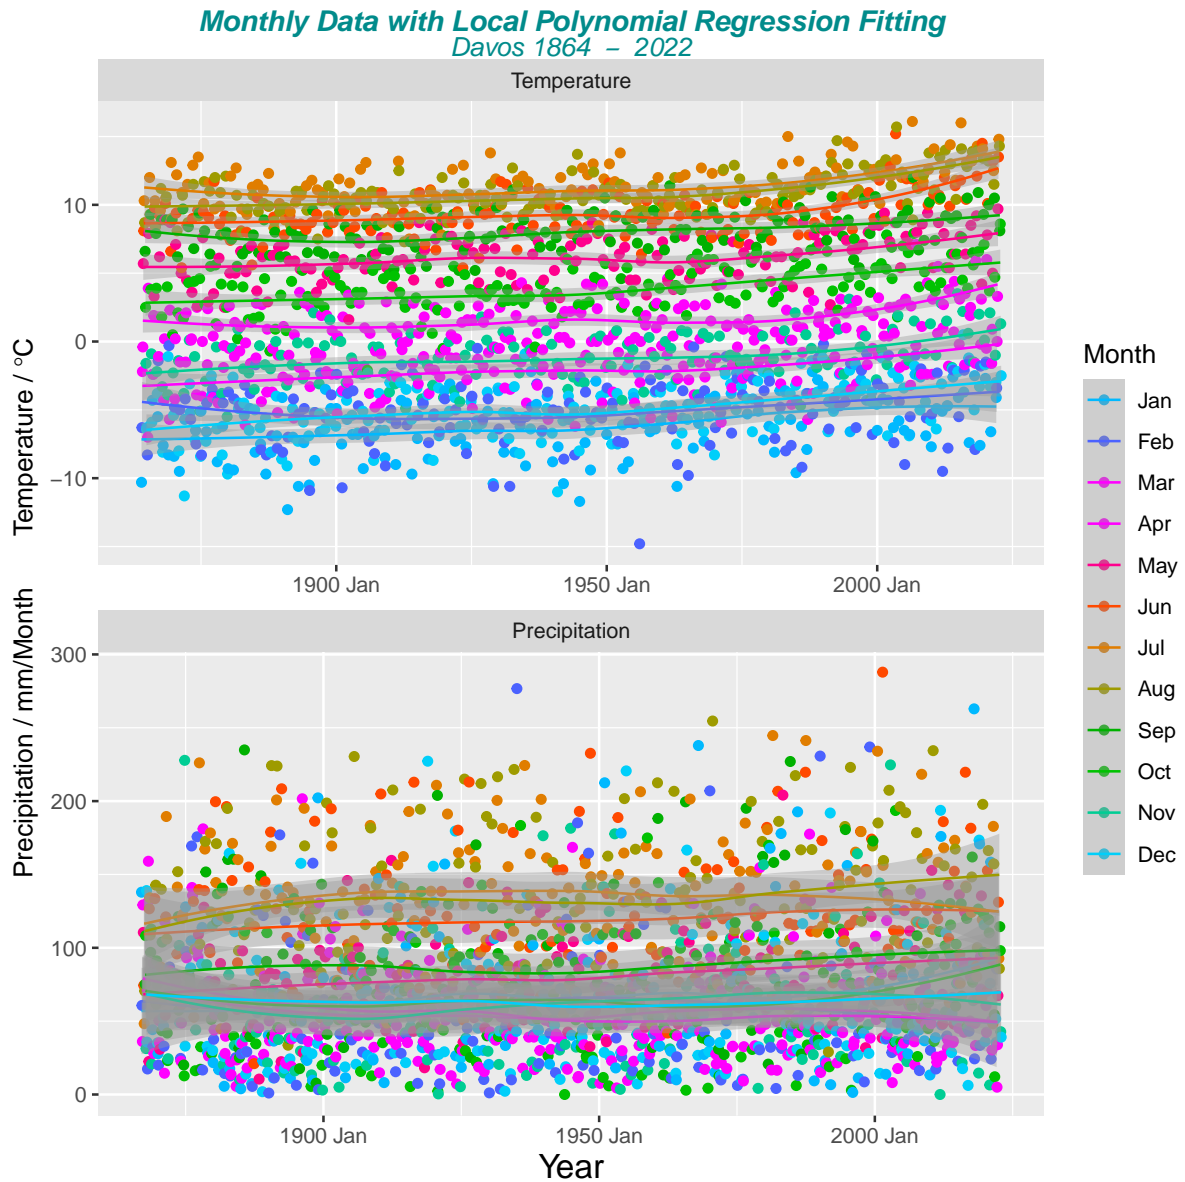 Monthly Data with Local Polynomial Regression Fitting
Davos 1864 – 2022
Temperature
Temperature / °C
10
0
−10
1900 Jan
1950 Jan
2000 Jan
Precipitation
Precipitation / mm/Month
300
200
100
0
1900 Jan
1950 Jan
2000 Jan
Year
Month
Jan
Feb
Mar
Apr
May
Jun
Jul
Aug
Sep
Oct
Nov
Dec